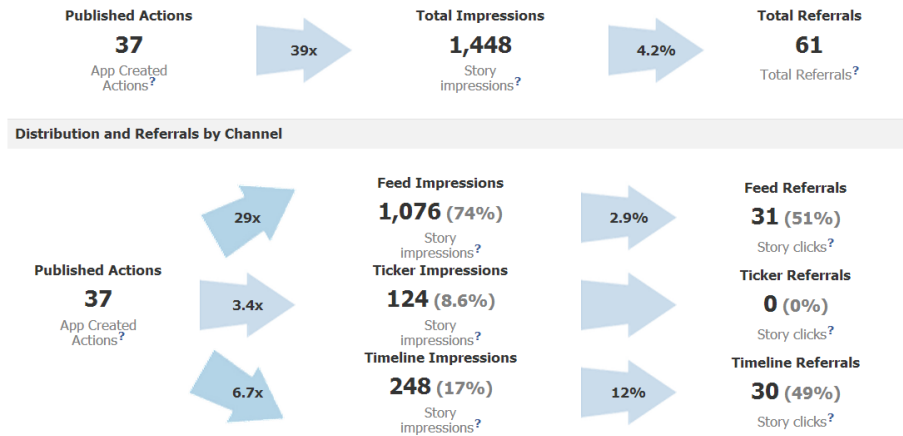 Published Actions
37
App Created
Actions?
39x
Total Impressions
1,448
Story
impressions?
4.2%
Total Referrals
61
Total Referrals?
Distribution and Referrals by Channel
Published Actions
37
App Created
Actions?
29x
Feed Impressions
1,076 (74%)
Story
impressions?
2.9%
Feed Referrals
31 (51%)
Story clicks?
3.4x
Ticker Impressions
124 (8.6%)
Story
impressions?
Ticker Referrals
0 (0%)
Story clicks?
6.7x
Timeline Impressions
248 (17%)
Story
impressions?
12%
Timeline Referrals
30 (49%)
Story clicks?